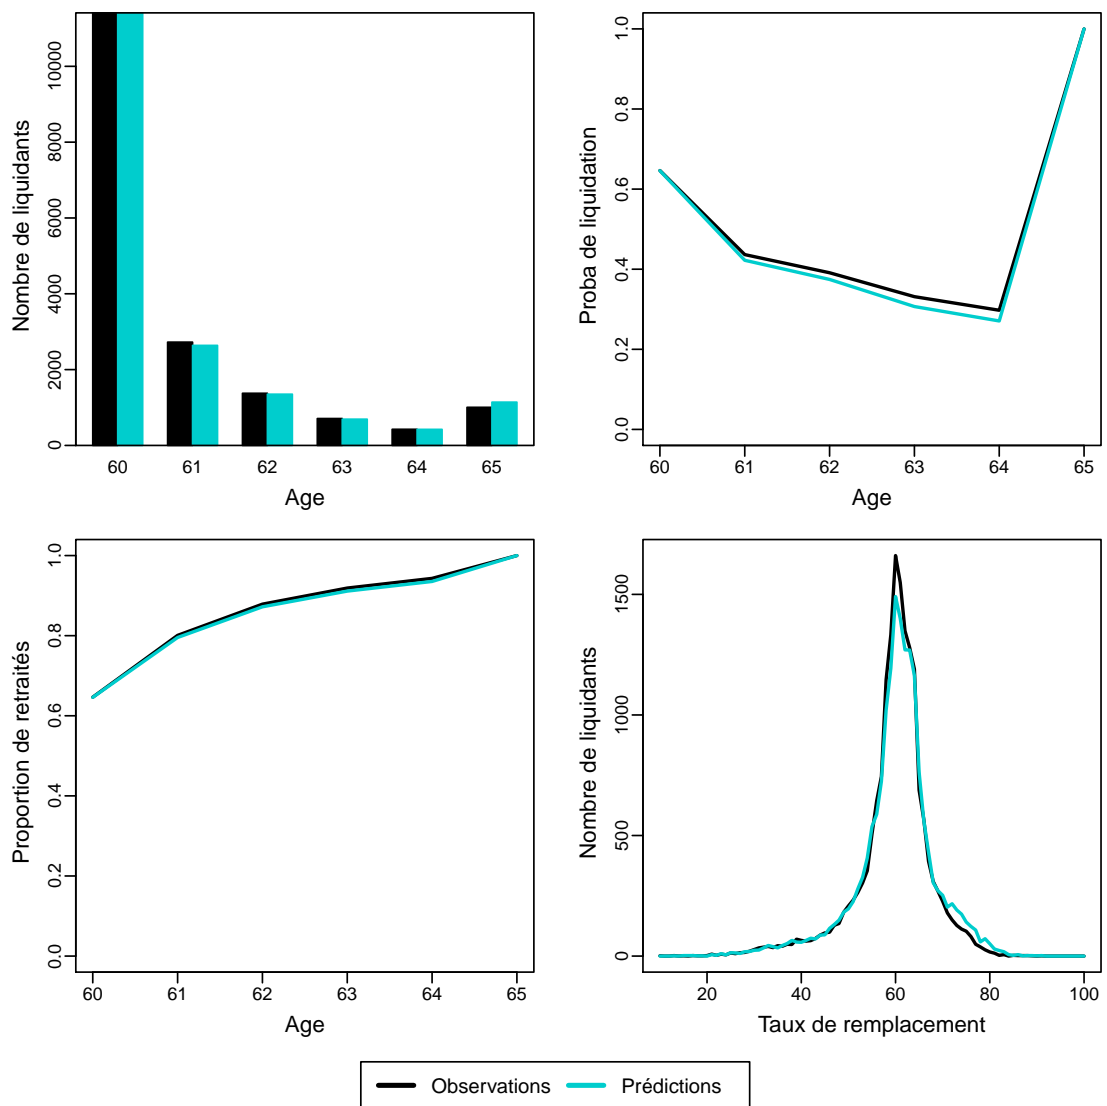 Nombre de liquidants
0
2000
4000
6000
8000
10000
60 61 62 63 64 65
Age
Proba de liquidation
0.0
0.2
0.4
0.6
0.8
1.0
60 61 62 63 64 65
Age
Proportion de retraités
0.0
0.2
0.4
0.6
0.8
1.0
60 61 62 63 64 65
Age
Nombre de liquidants
0
500
1000
1500
20 40 60 80 100
Taux de remplacement
Observations Prédictions